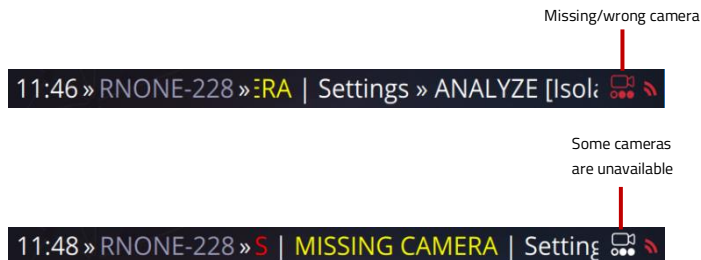 Missing/wrong camera
11:46 » RNONE-228 » ERA | Settings » ANALYZE [Isola
Some cameras
are unavailable
11:48 » RNONE-228 » S | MISSING CAMERA | Setting